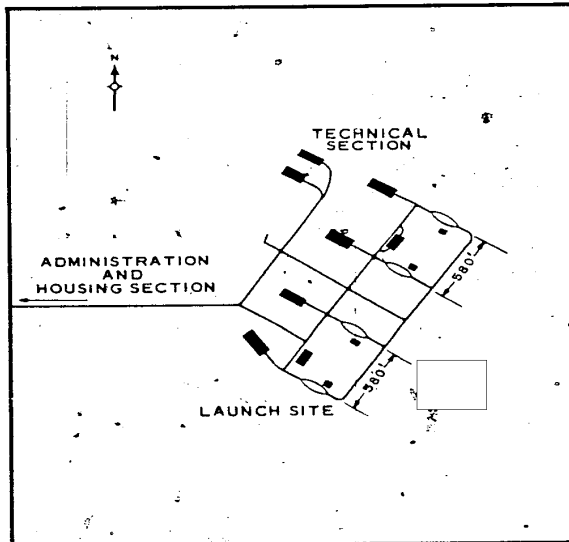 N
TECHNICAL
SECTION
ADMINISTRATION
AND
HOUSING SECTION
580'
580'
LAUNCH SITE